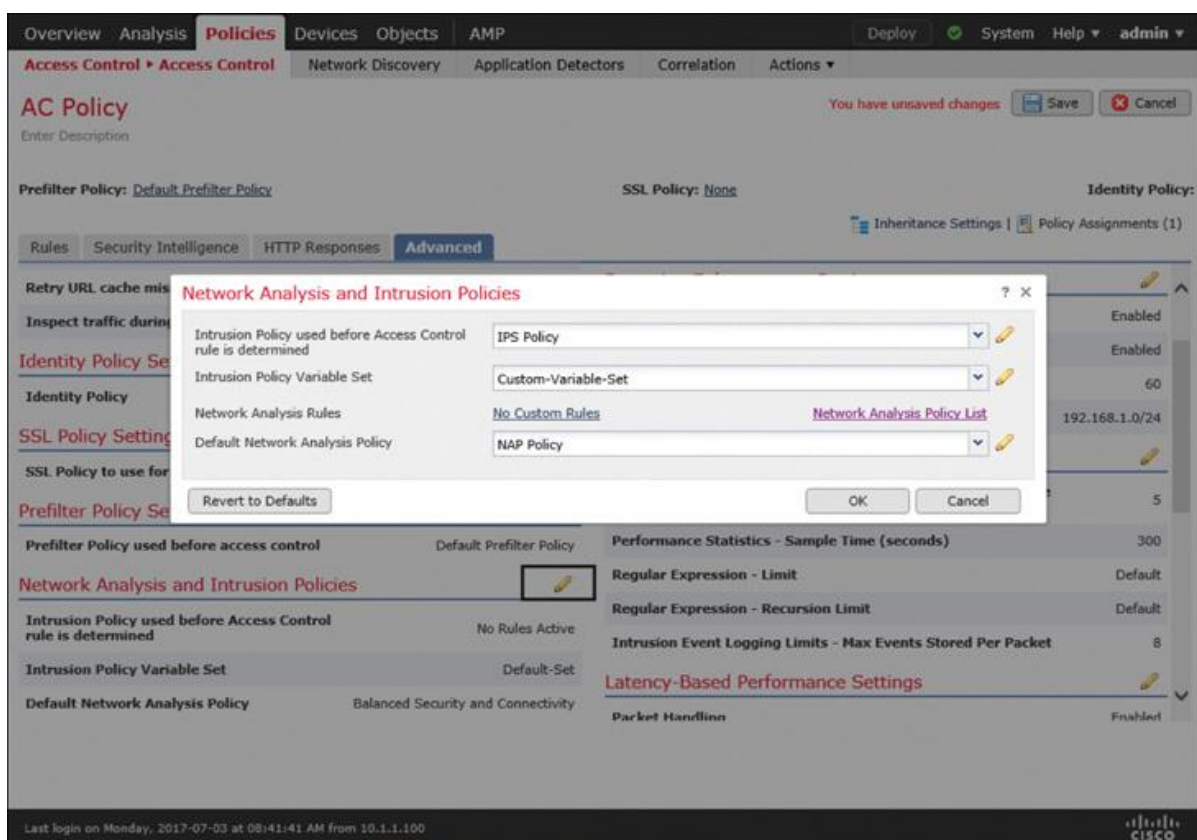 Overview Analysis Policies Devices Objects AMP Deploy System Help admin
Access Control Access Control Network Discovery Application Detectors Correlation Actions
AC Policy
You have unsaved changes Save Cancel
Enter Description
Prefilter Policy: Default Prefilter Policy SSL Policy: None Identity Policy:
Inheritance Settings | Policy Assignments (1)
Rules Security Intelligence HTTP Responses Advanced
Retry URL cache mis
Inspect traffic during
Enabled
Identity Policy Se
Enabled
Identity Policy
60
192.168.1.0/24
SSL Policy Setting
SSL Policy to use for
5
Prefilter Policy Se
Network Analysis and Intrusion Policies ?
Intrusion Policy used before Access Control
rule is determined
IPS Policy
Intrusion Policy Variable Set Custom-Variable-Set
Network Analysis Rules No Custom Rules Network Analysis Policy List
Default Network Analysis Policy NAP Policy
Revert to Defaults OK Cancel
Prefilter Policy used before access control Default Prefilter Policy
Performance Statistics - Sample Time (seconds) 300
Network Analysis and Intrusion Policies
Regular Expression - Limit Default
Intrusion Policy used before Access Control
rule is determined
No Rules Active
Regular Expression - Recursion Limit Default
Intrusion Event Logging Limits - Max Events Stored Per Packet 8
Intrusion Policy Variable Set Default-Set
Latency-Based Performance Settings
Default Network Analysis Policy Balanced Security and Connectivity
Packet Handling Enabled
Last login on Monday, 2017-07-03 at 08:41:41 AM from 10.1.1.100
CISCO